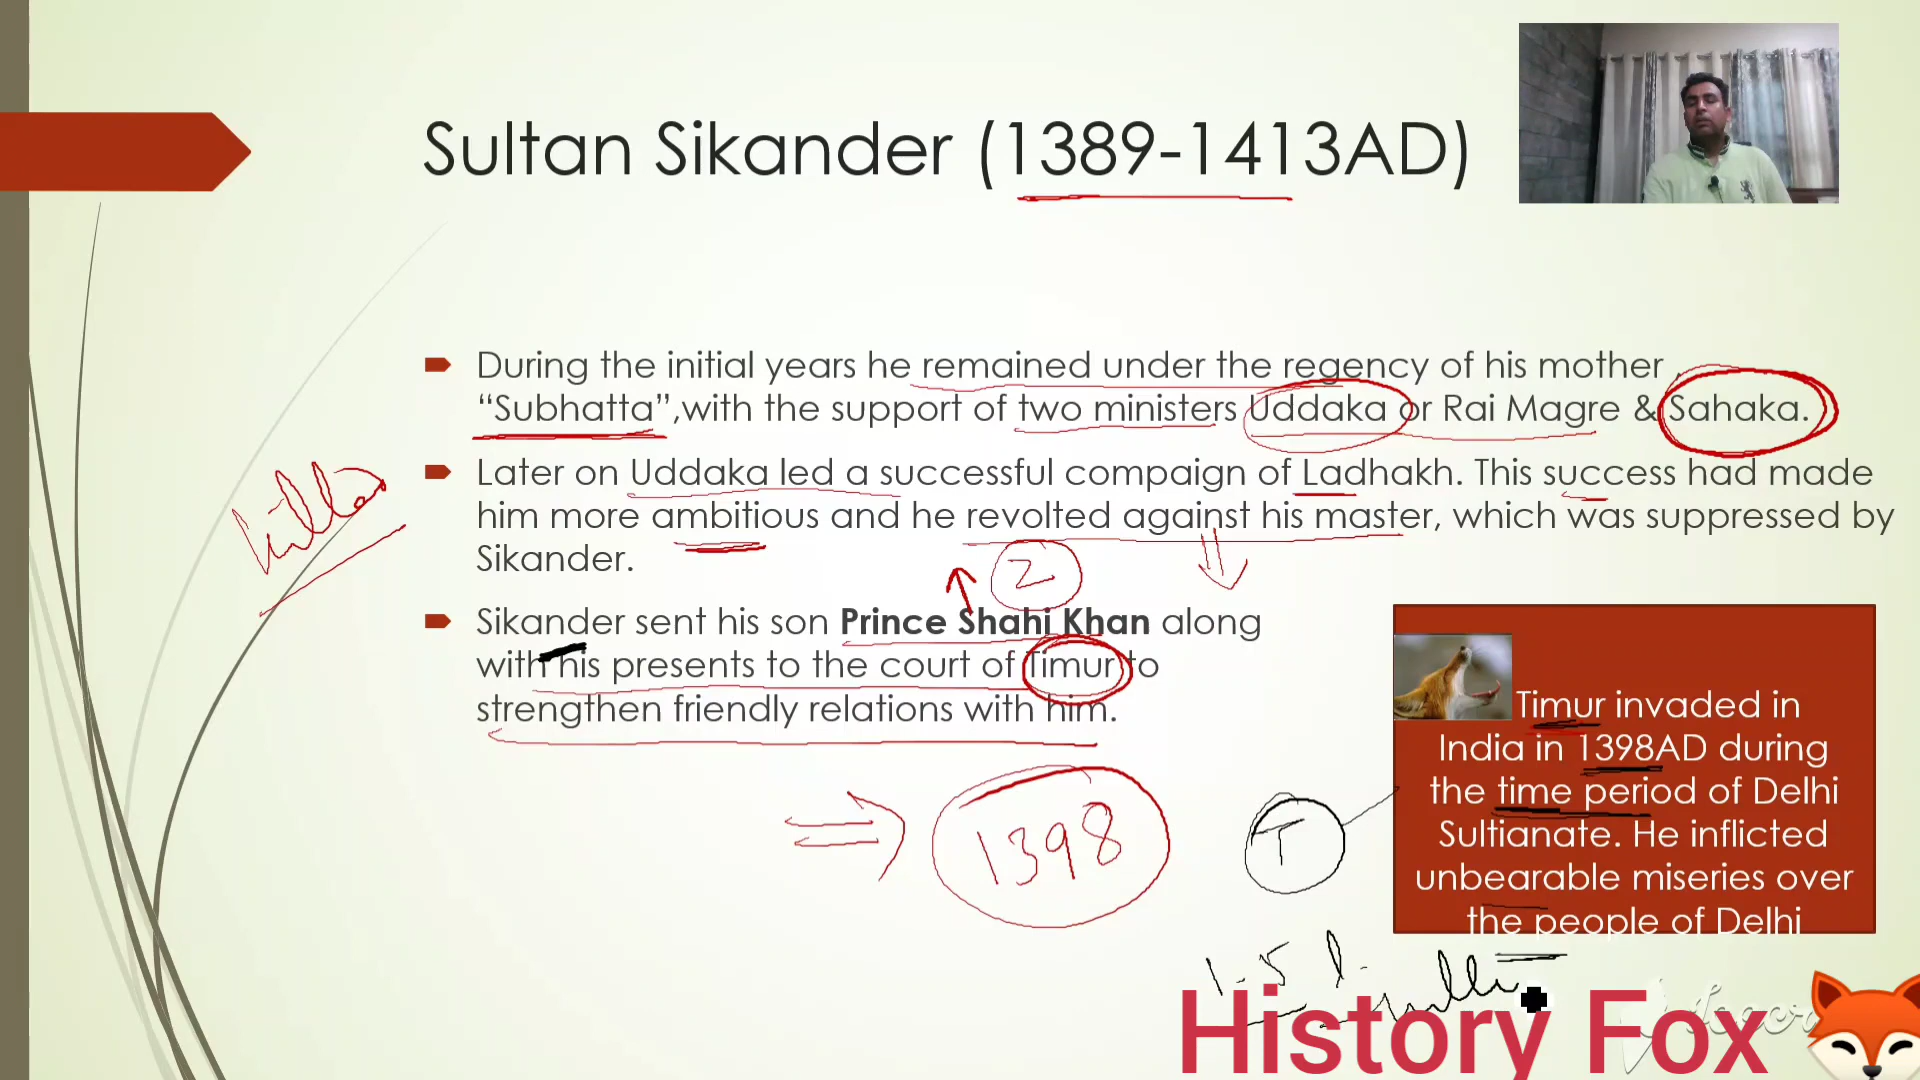 Sultan Sikander (1389-1413AD)
During the initial years he remained under the regency of his mother ,
“Subhatta”,with the support of two ministers Uddaka or Rai Magre & Sahaka.
Later on Uddaka led a successful compaign of Ladhakh. This success had made
him more ambitious and he revolted against his master, which was suppressed by
Sikander.
2
Sikander sent his son Prince Shahi Khan along
with his presents to the court of Timur to
strengthen friendly relations with him.
1398
T
Timur invaded in
India in 1398AD during
the time period of Delhi
Sultianate. He inflicted
unbearable miseries over
the people of Delhi
History Fox